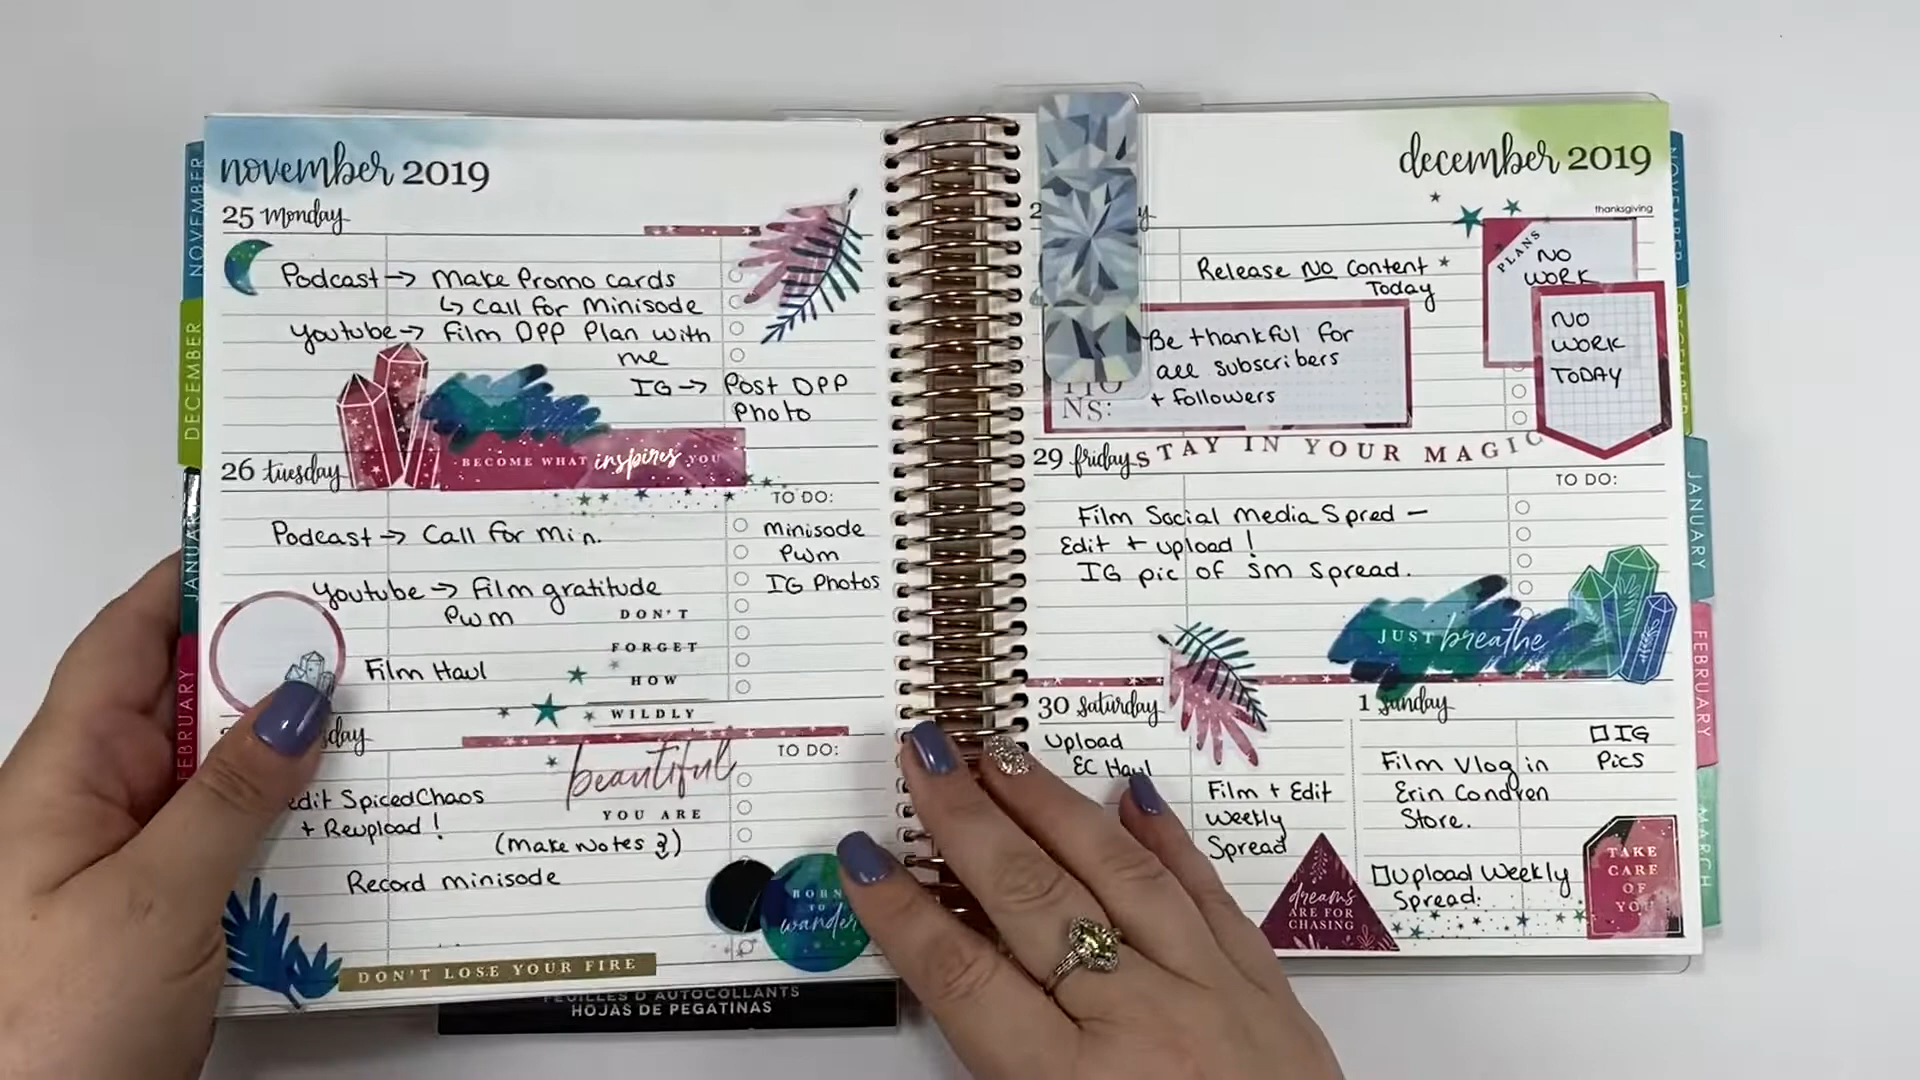 november 2019
25 monday
Podcast → Make Promo cards
↳ Call for Minisode
Youtube → Film DPP Plan with
me
IG → Post DPP
Photo
BECOME WHAT inspires YOU
26 tuesday
TO DO:
Podcast → Call for Min.
Minisode
PWM
IG Photos
Youtube → Film gratitude
PWM
Film Haul
DON'T
FORGET
HOW
WILDLY
beautiful
YOU ARE
TO DO:
edit SpicedChaos
+ Reupload!
(Make Notes)
Record minisode
BORN
TO
wander
DON'T LOSE YOUR FIRE
FEUILLES D'AUTOCOLLANTS
HOJAS DE PEGATINAS
december 2019
thanksgiving
Release No Content *
Today
PLANS
NO
WORK
NO
WORK
TODAY
Be thankful for
all subscribers
+ followers
NS:
STAY IN YOUR MAGIC
29 friday
TO DO:
Film Social Media Spred —
Edit + upload!
IG pic of SM Spread.
JUST breathe
30 saturday
Upload
EC Haul
Film + Edit
Weekly
Spread
dreams
ARE FOR
CHASING
1 sunday
☐ IG
Pics
Film Vlog in
Erin Condren
Store.
☐ Upload Weekly
Spread.
TAKE
CARE
OF
YOU
NOVEMBER
DECEMBER
FEBRUARY
NOVEMBER
JANUARY
FEBRUARY
MARCH